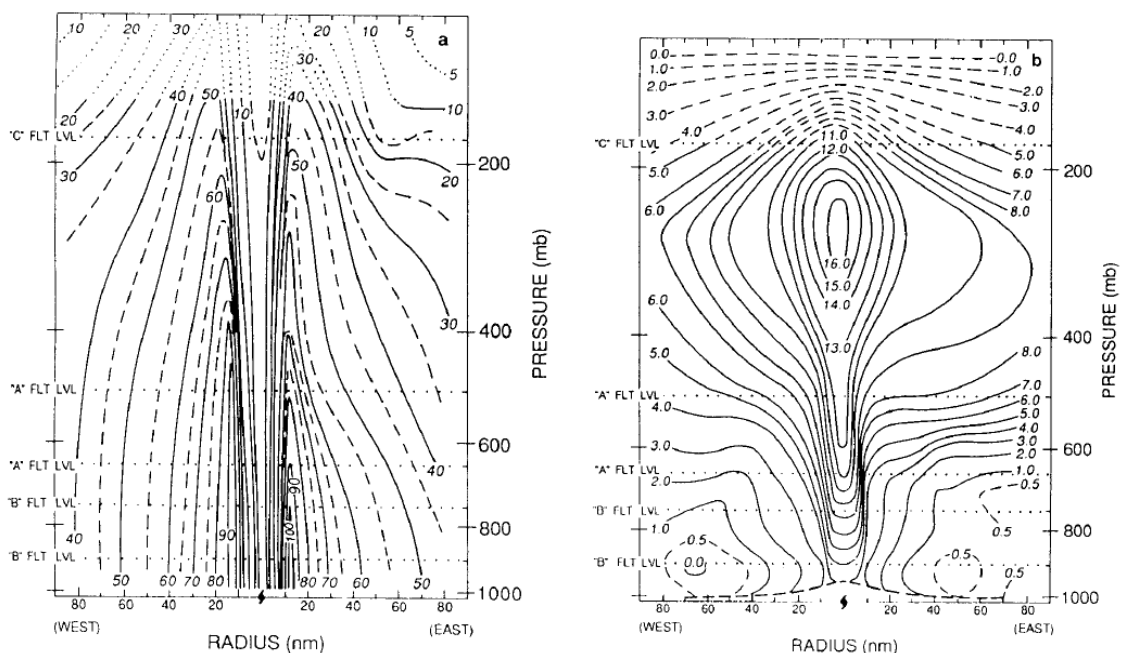 10 20 30 20 10 5 a
30
5
40 50 10 40 10
20
"C" FLT LVL
50 200
30 20
60
30
400
"A" FLT LVL
40 600
"A" FLT LVL
90
"B" FLT LVL
100
40 90 800
"B" FLT LVL
50 60 70 80 80 70 60 50
1000
80 60 40 20 20 40 60 80
(WEST) (EAST)
RADIUS (nm)
PRESSURE (mb)
0.0 0.0 b
1.0 1.0
2.0 2.0
3.0 3.0
4.0 4.0
"C" FLT LVL 11.0
12.0 5.0
5.0 6.0 200
6.0 7.0
8.0
16.0
6.0 15.0
14.0
5.0 13.0 8.0 400
"A" FLT LVL 7.0
4.0 6.0
5.0
4.0
3.0 3.0 600
2.0
"A" FLT LVL 1.0
2.0 0.5
"B" FLT LVL
1.0 0.5 800
0.5
"B" FLT LVL 0.5
0.0 0.5
1000
80 60 40 20 20 40 60 80
(WEST) (EAST)
RADIUS (nm)
PRESSURE (mb)